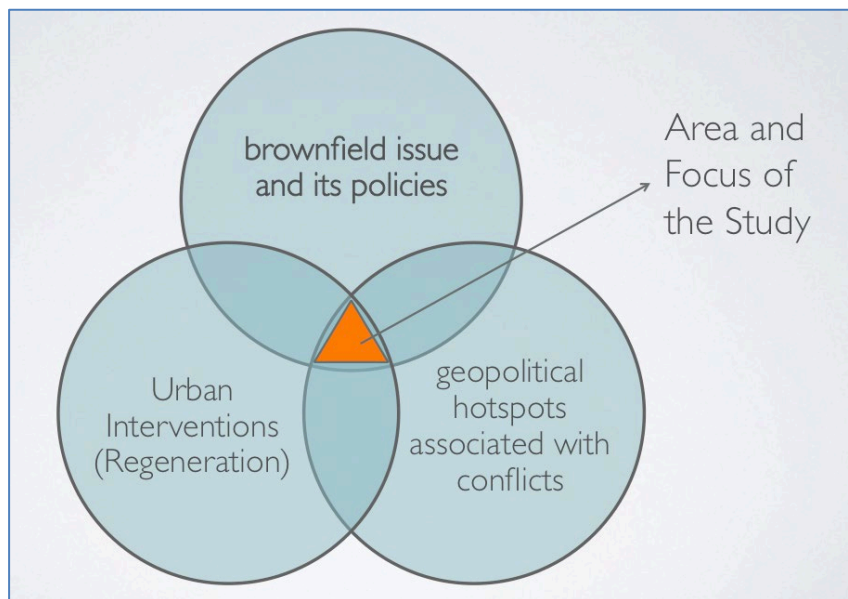 brownfield issue
and its policies
Area and
Focus of
the Study
Urban
Interventions
(Regeneration)
geopolitical
hotspots
associated with
conflicts